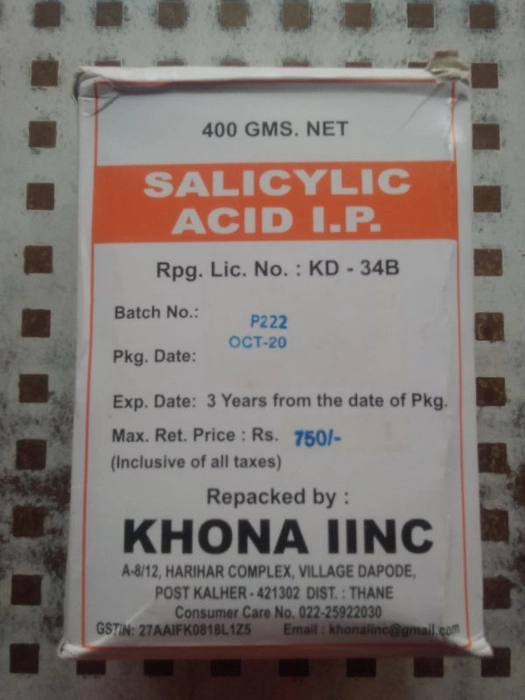 400 GMS. NET
SALICYLIC
ACID I.P.
Rpg. Lic. No. : KD - 34B
Batch No.:
P222
OCT-20
Pkg. Date:
Exp. Date: 3 Years from the date of Pkg.
Max. Ret. Price : Rs. 750/-
(Inclusive of all taxes)
Repacked by :
KHONA IINC
A-8/12, HARIHAR COMPLEX, VILLAGE DAPODE,
POST KALHER - 421302 DIST. : THANE
Consumer Care No. 022-25922030
GSTIN: 27AAIFK0818L1Z5 Email : khonaiinc@gmail.com